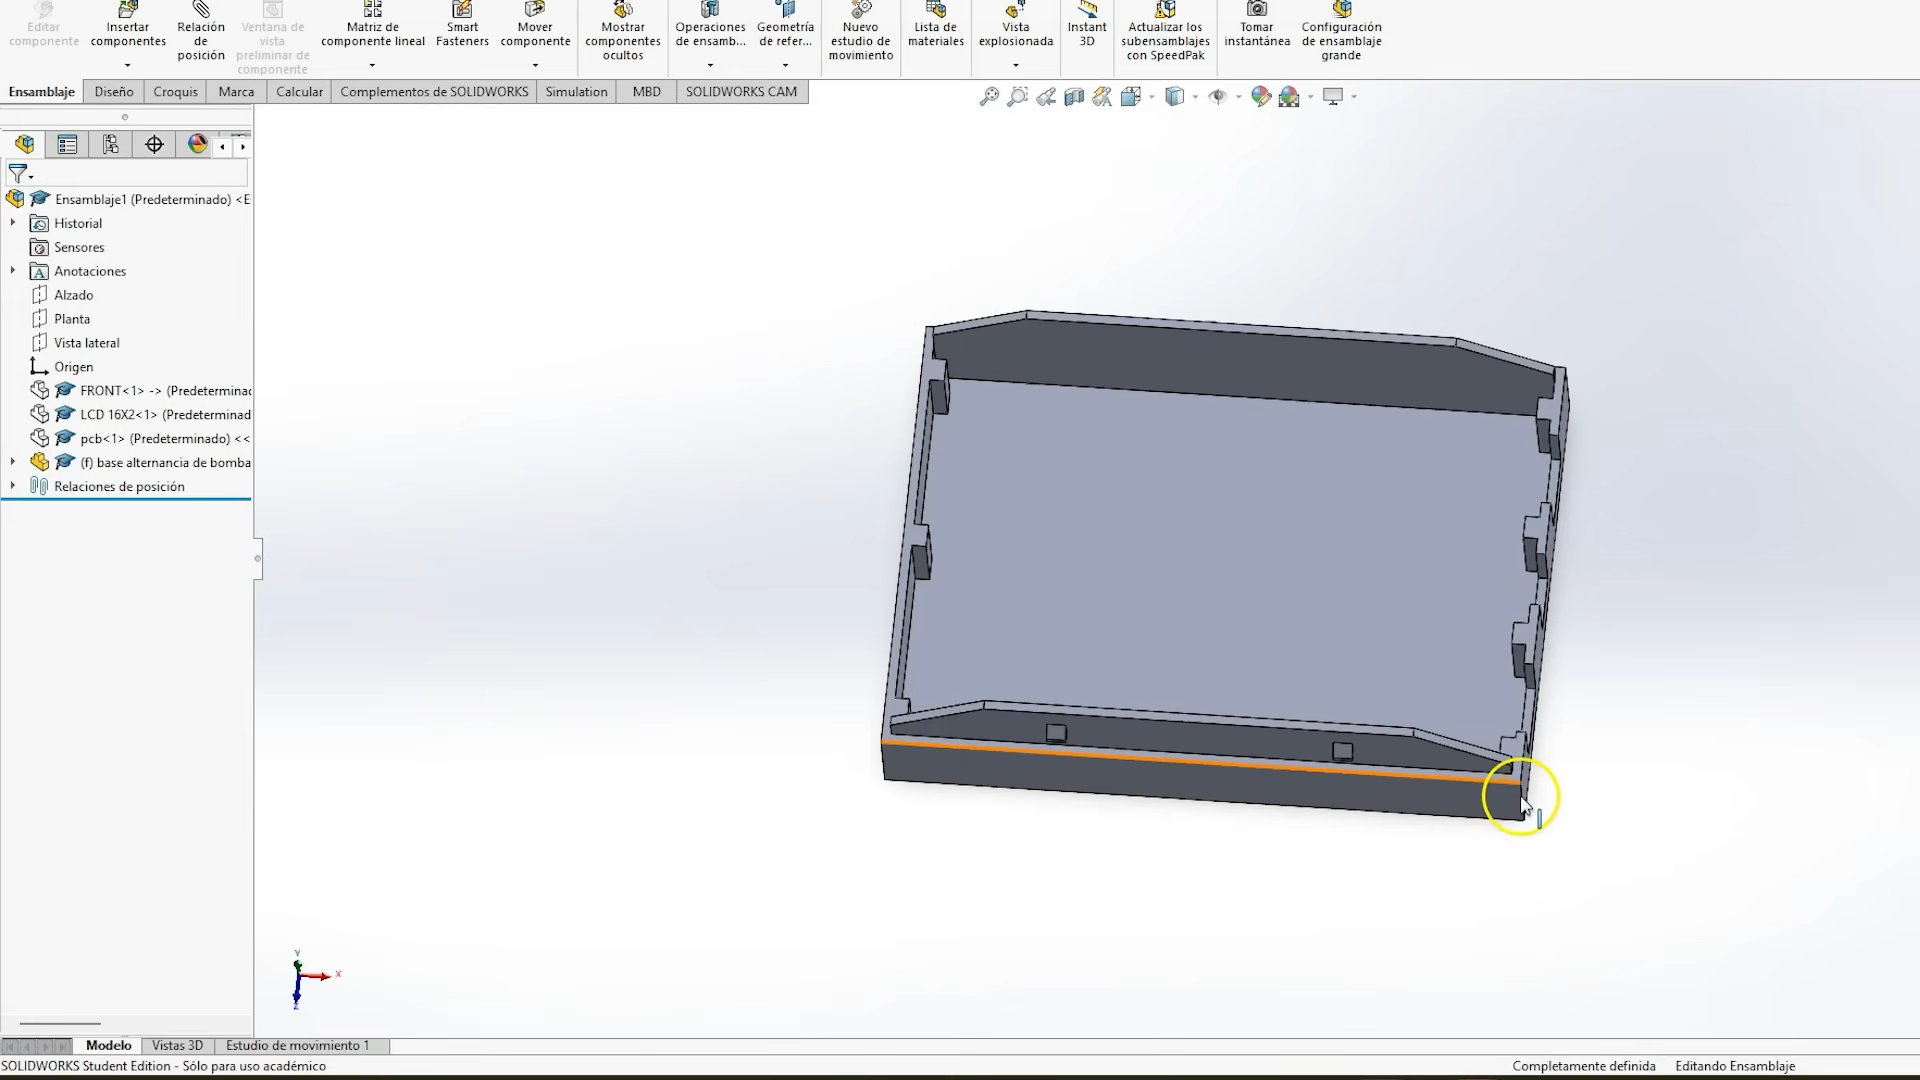 Editar
componente
Insertar
componentes
Relación
de
posición
Ventana de
vista
preliminar de
componente
Matriz de
componente lineal
Smart
Fasteners
Mover
componente
Mostrar
componentes
ocultos
Operaciones
de ensamb...
Geometría
de refer...
Nuevo
estudio de
movimiento
Lista de
materiales
Vista
explosionada
Instant
3D
Actualizar los
subensamblajes
con SpeedPak
Tomar
instantánea
Configuración
de ensamblaje
grande
Ensamblaje Diseño Croquis Marca Calcular Complementos de SOLIDWORKS Simulation MBD SOLIDWORKS CAM
Ensamblaje1 (Predeterminado) <E
Historial
Sensores
Anotaciones
Alzado
Planta
Vista lateral
Origen
FRONT<1> -> (Predeterminac
LCD 16X2<1> (Predeterminad
pcb<1> (Predeterminado) <<
(f) base alternancia de bomba
Relaciones de posición
Y
X
Z
Modelo Vistas 3D Estudio de movimiento 1
SOLIDWORKS Student Edition - Sólo para uso académico Completamente definida Editando Ensamblaje